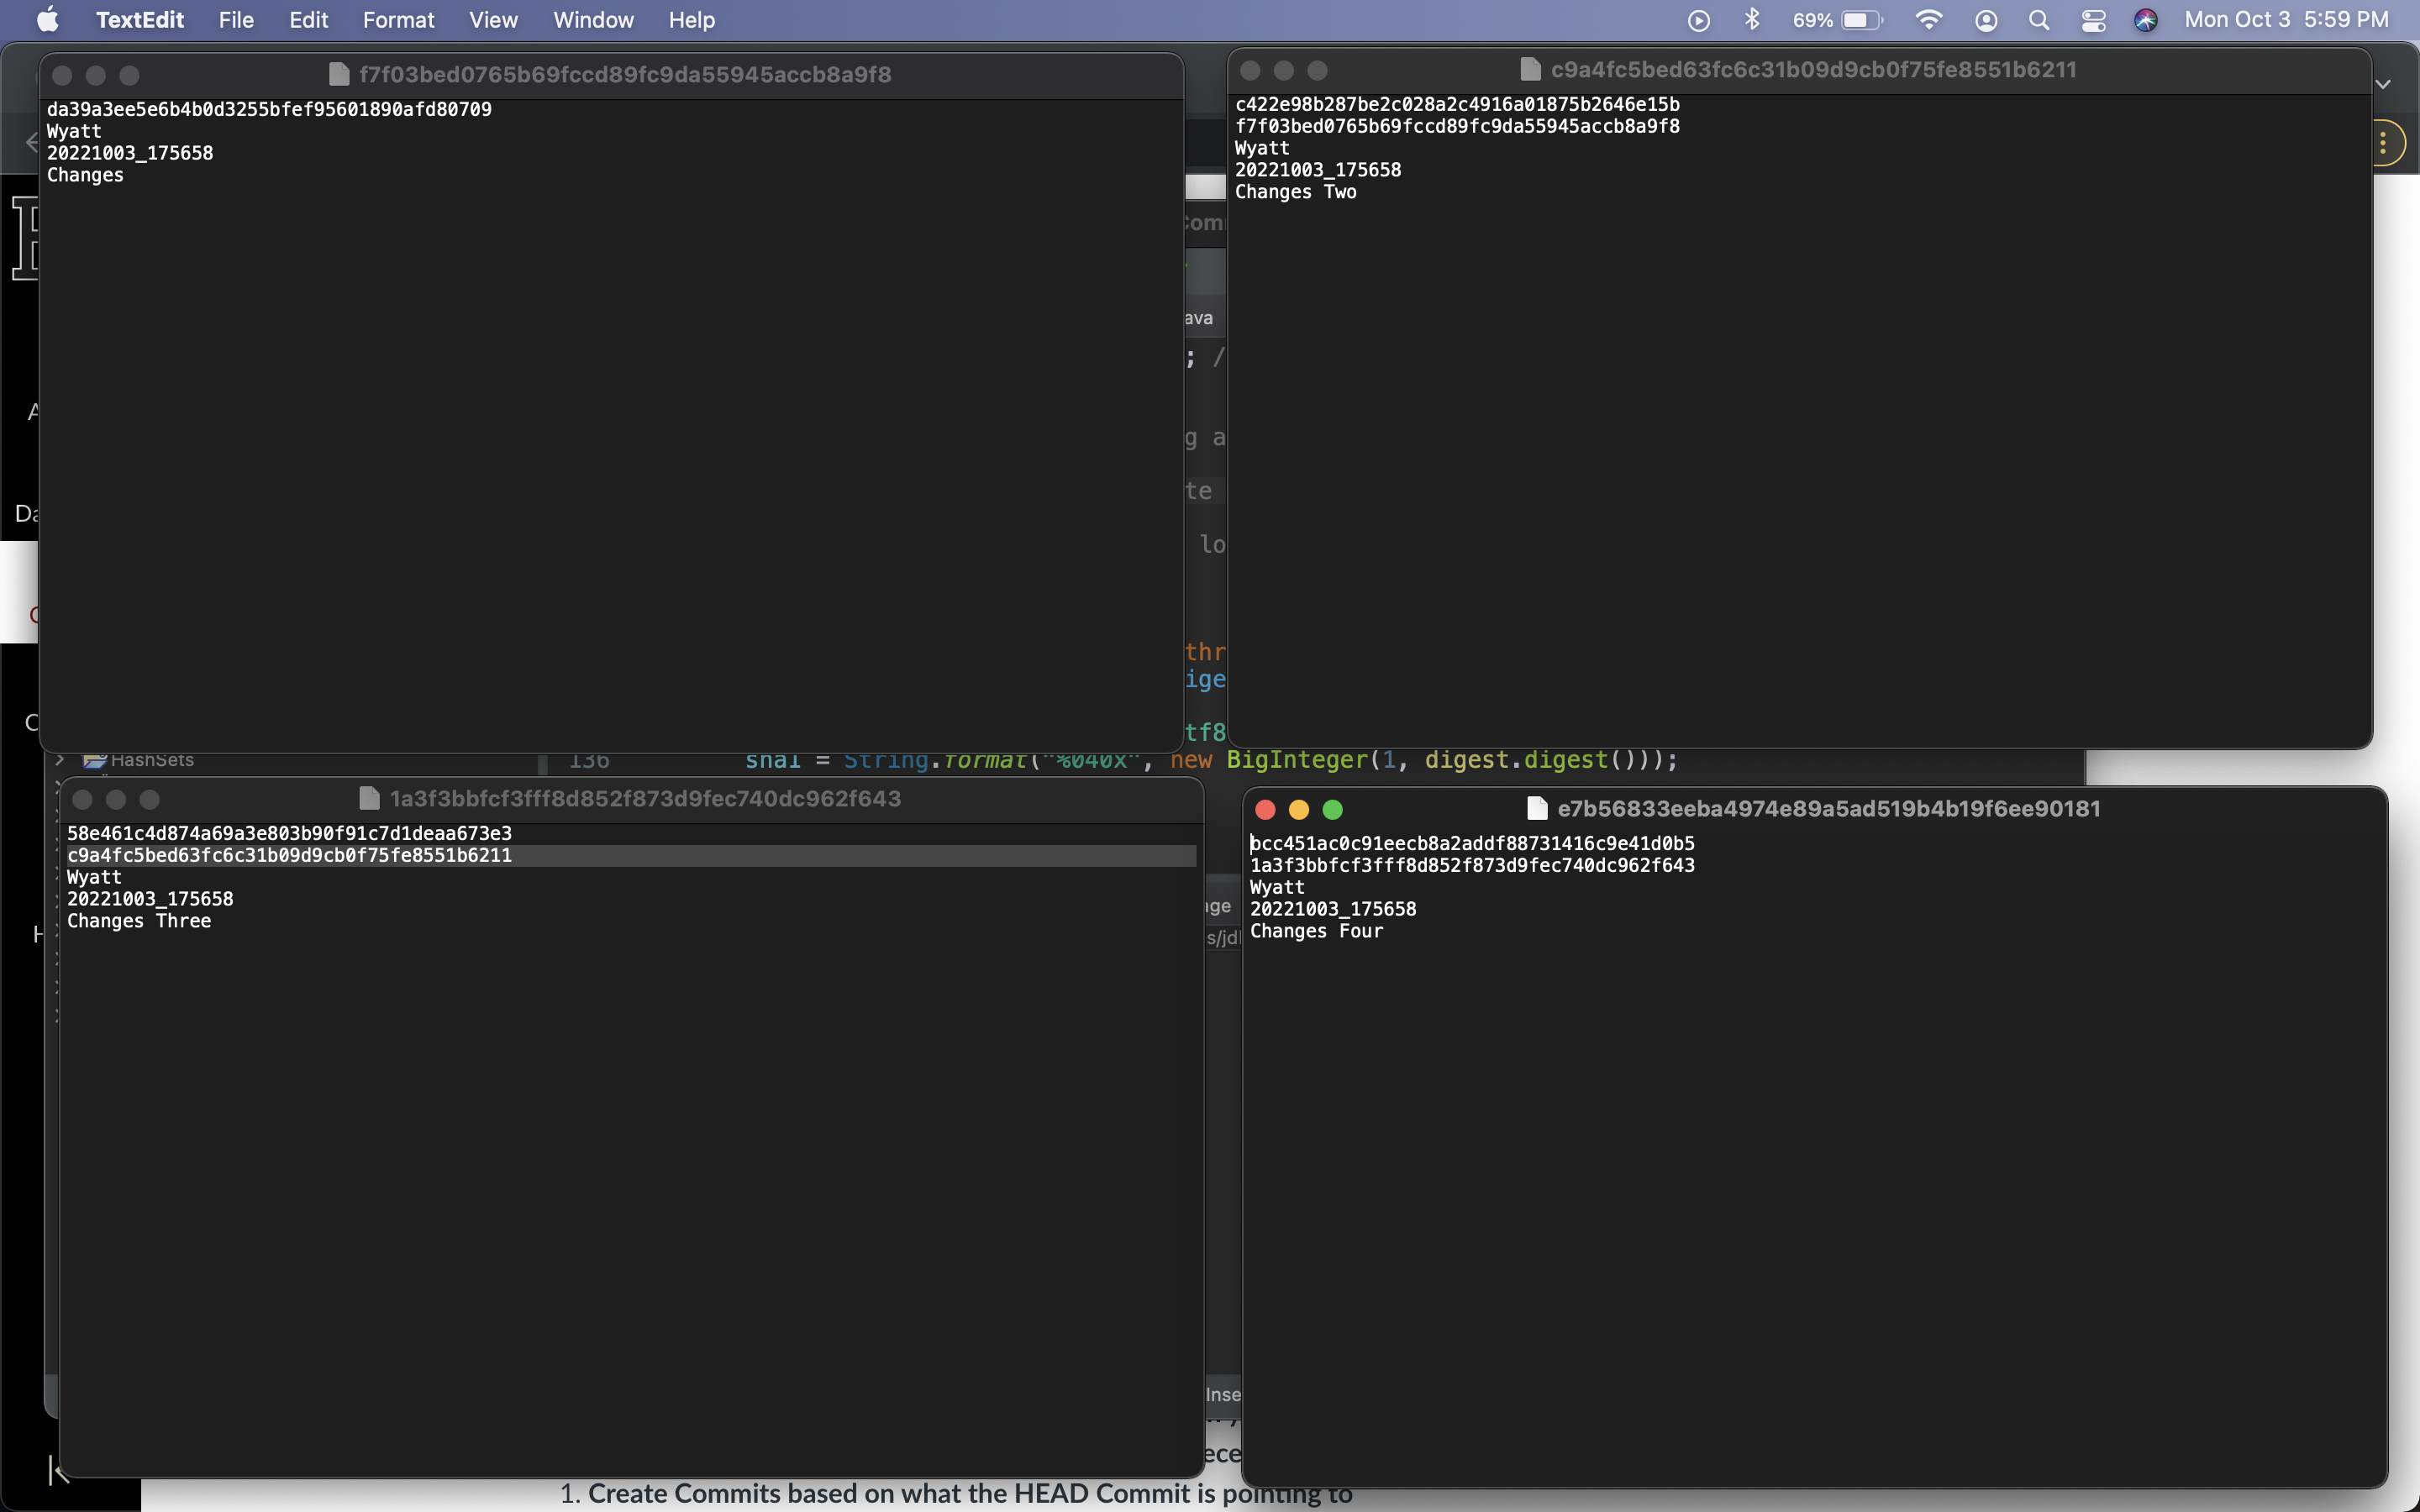 TextEdit File Edit Format View Window Help 69% Mon Oct 3 5:59 PM
f7f03bed0765b69fccd89fc9da55945accb8a9f8
da39a3ee5e6b4b0d3255bfef95601890afd80709
Wyatt
20221003_175658
Changes
c9a4fc5bed63fc6c31b09d9cb0f75fe8551b6211
c422e98b287be2c028a2c4916a01875b2646e15b
f7f03bed0765b69fccd89fc9da55945accb8a9f8
Wyatt
20221003_175658
Changes Two
HashSets
136 sha1 = String.format("%040x", new BigInteger(1, digest.digest()));
1a3f3bbfcf3fff8d852f873d9fec740dc962f643
58e461c4d874a69a3e803b90f91c7d1deaa673e3
c9a4fc5bed63fc6c31b09d9cb0f75fe8551b6211
Wyatt
20221003_175658
Changes Three
e7b56833eeba4974e89a5ad519b4b19f6ee90181
bcc451ac0c91eecb8a2addf88731416c9e41d0b5
1a3f3bbfcf3fff8d852f873d9fec740dc962f643
Wyatt
20221003_175658
Changes Four
1. Create Commits based on what the HEAD Commit is pointing to